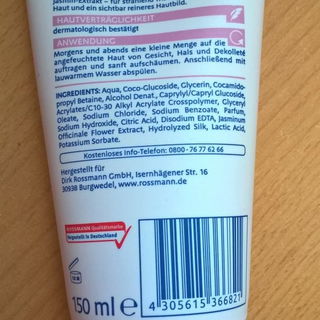 Jasmin-Extrakt – für strahlend
Haut und ein sichtbar reineres Hautbild.
HAUTVERTRÄGLICHKEIT
dermatologisch bestätigt
ANWENDUNG
Morgens und abends eine kleine Menge auf die
angefeuchtete Haut von Gesicht, Hals und Dekolleté
auftragen und sanft aufschäumen. Anschließend mit
lauwarmem Wasser abspülen.
INGREDIENTS: Aqua, Coco-Glucoside, Glycerin, Cocamido-
propyl Betaine, Alcohol Denat., Caprylyl/Capryl Glucoside,
Acrylates/C10-30 Alkyl Acrylate Crosspolymer, Glyceryl
Oleate, Sodium Chloride, Sodium Benzoate, Parfum,
Sodium Hydroxide, Citric Acid, Disodium EDTA, Jasminum
Officinale Flower Extract, Hydrolyzed Silk, Lactic Acid,
Potassium Sorbate.
Kostenloses Info-Telefon: 0800-76 77 62 66
Hergestellt für
Dirk Rossmann GmbH, Isernhägener Str. 16
30938 Burgwedel, www.rossmann.de
ROSSMANN Qualitätsmarke
Hergestellt in Deutschland
150 ml e
4 305615 366821